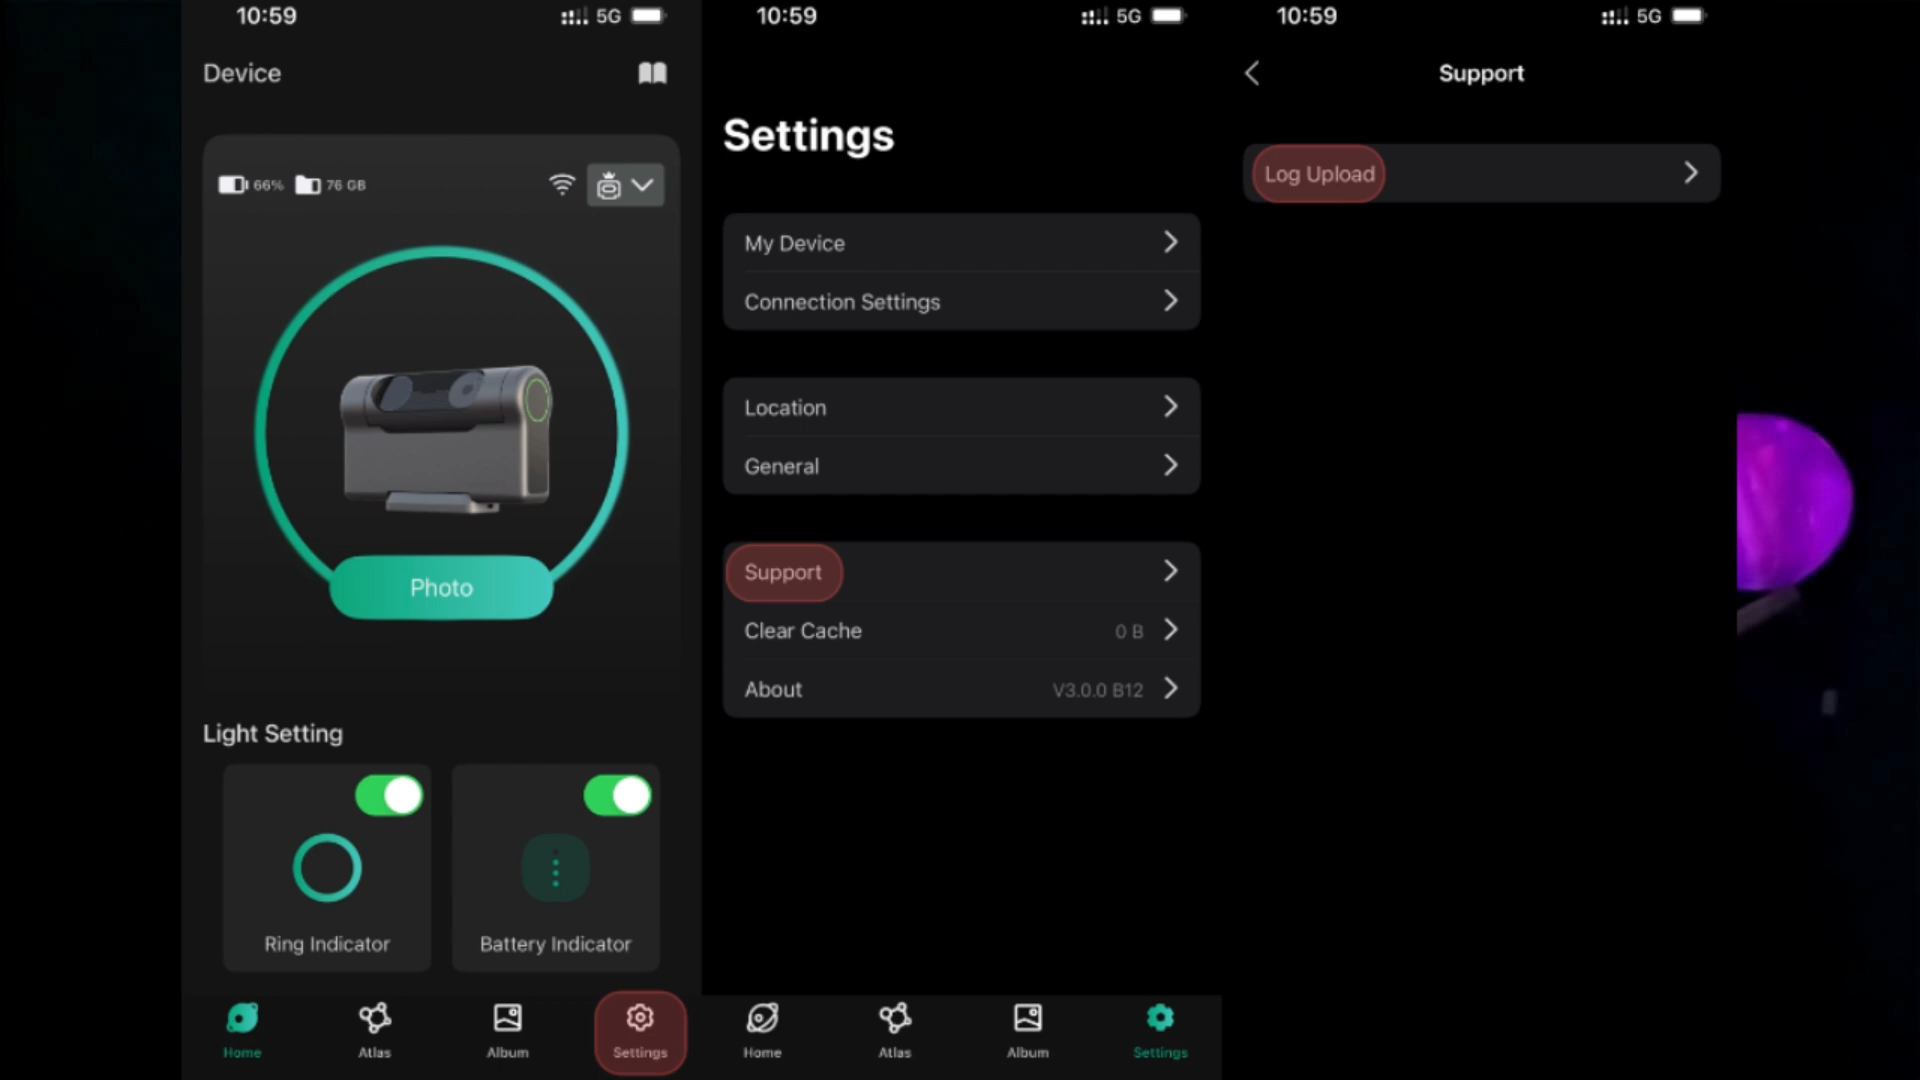 10:59
5G
Device
66%
76 GB
Photo
Light Setting
Ring Indicator
Battery Indicator
Home
Atlas
Album
Settings
10:59
5G
Settings
My Device
Connection Settings
Location
General
Support
Clear Cache
0 B
About
V3.0.0 B12
Home
Atlas
Album
Settings
10:59
5G
Support
Log Upload